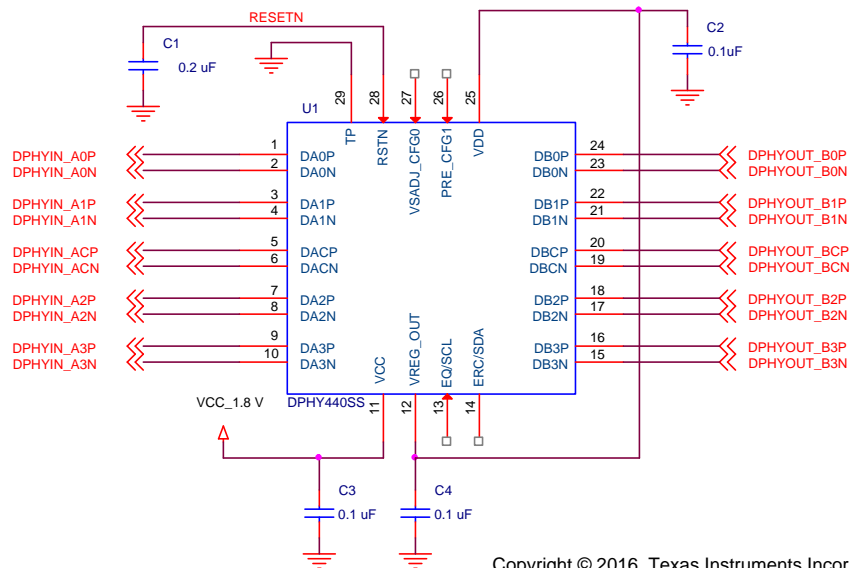 RESETN
C1
0.2 uF
C2
0.1uF
29
28
27
26
25
U1
TP
RSTN
VSADJ_CFG0
PRE_CFG1
VDD
DPHYIN_A0P
1
DA0P
DB0P
24
DPHYOUT_B0P
DPHYIN_A0N
2
DA0N
DB0N
23
DPHYOUT_B0N
DPHYIN_A1P
3
DA1P
DB1P
22
DPHYOUT_B1P
DPHYIN_A1N
4
DA1N
DB1N
21
DPHYOUT_B1N
DPHYIN_ACP
5
DACP
DBCP
20
DPHYOUT_BCP
DPHYIN_ACN
6
DACN
DBCN
19
DPHYOUT_BCN
DPHYIN_A2P
7
DA2P
DB2P
18
DPHYOUT_B2P
DPHYIN_A2N
8
DA2N
DB2N
17
DPHYOUT_B2N
DPHYIN_A3P
9
DA3P
DB3P
16
DPHYOUT_B3P
DPHYIN_A3N
10
DA3N
DB3N
15
DPHYOUT_B3N
VCC
VREG_OUT
EQ/SCL
ERC/SDA
VCC_1.8 V
DPHY440SS
11
12
13
14
C3
0.1 uF
C4
0.1 uF
Copyright © 2016, Texas Instruments Incor